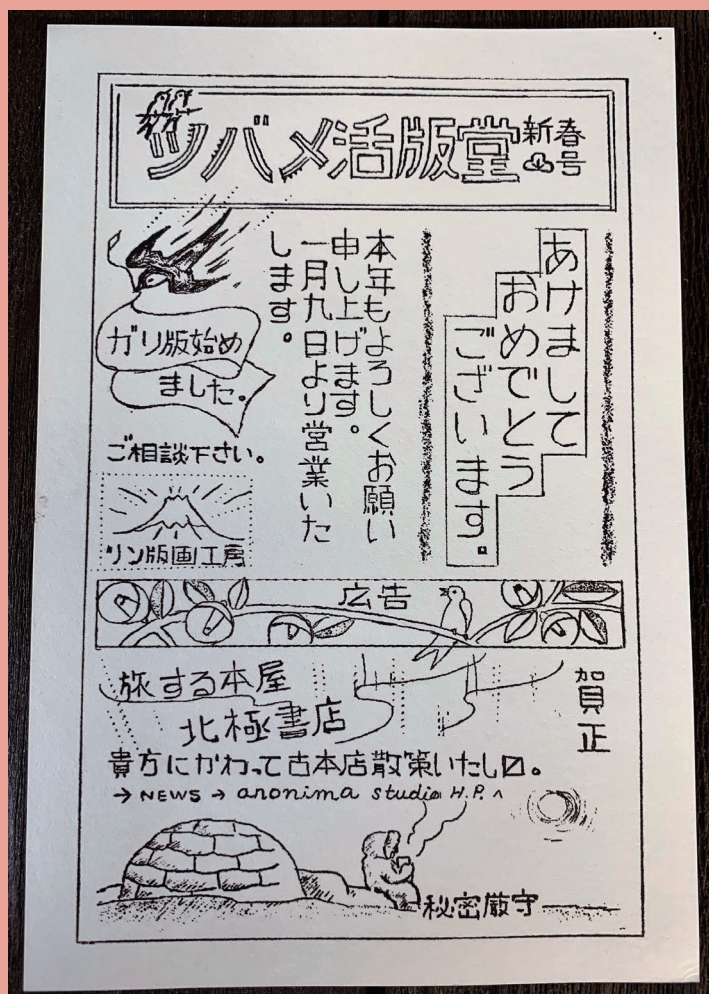 ツバメ活版堂
新春号
あけまして
おめでとう
ございます。
本年もよろしくお願い
申し上げます。
一月九日より営業いた
します。
ガリ版始め
ました。
ご相談下さい。
リン版画工房
広告
賀正
旅する本屋
北極書店
貴方にかわって古本店散策いたし〼。
→ NEWS → anonima studio H.P. ^
秘密厳守